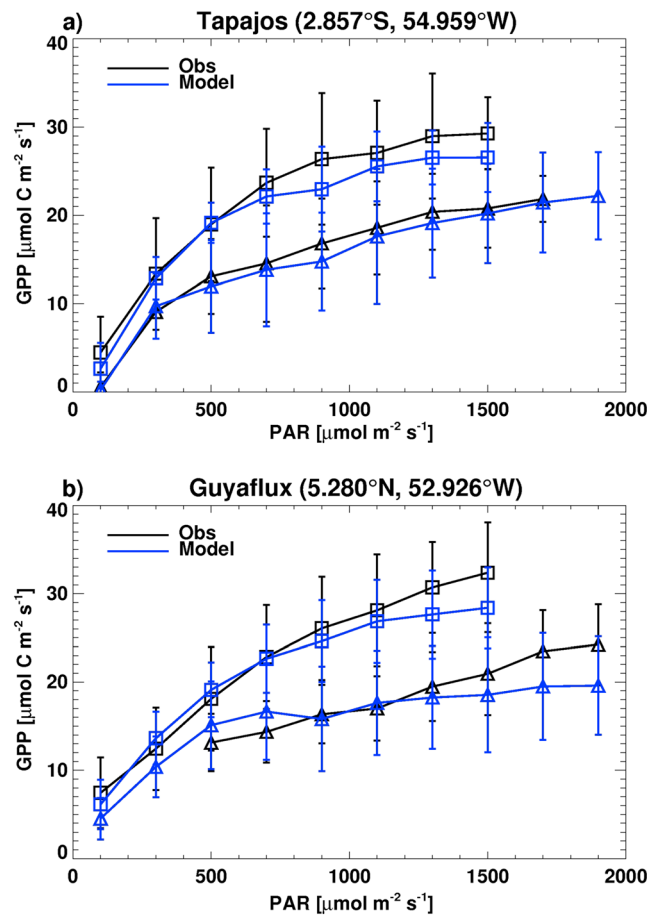 a) Tapajos (2.857°S, 54.959°W)
40
30
20
10
0
GPP [μmol C m⁻² s⁻¹]
Obs
Model
0 500 1000 1500 2000
PAR [μmol m⁻² s⁻¹]
b) Guyaflux (5.280°N, 52.926°W)
40
30
20
10
0
GPP [μmol C m⁻² s⁻¹]
Obs
Model
0 500 1000 1500 2000
PAR [μmol m⁻² s⁻¹]